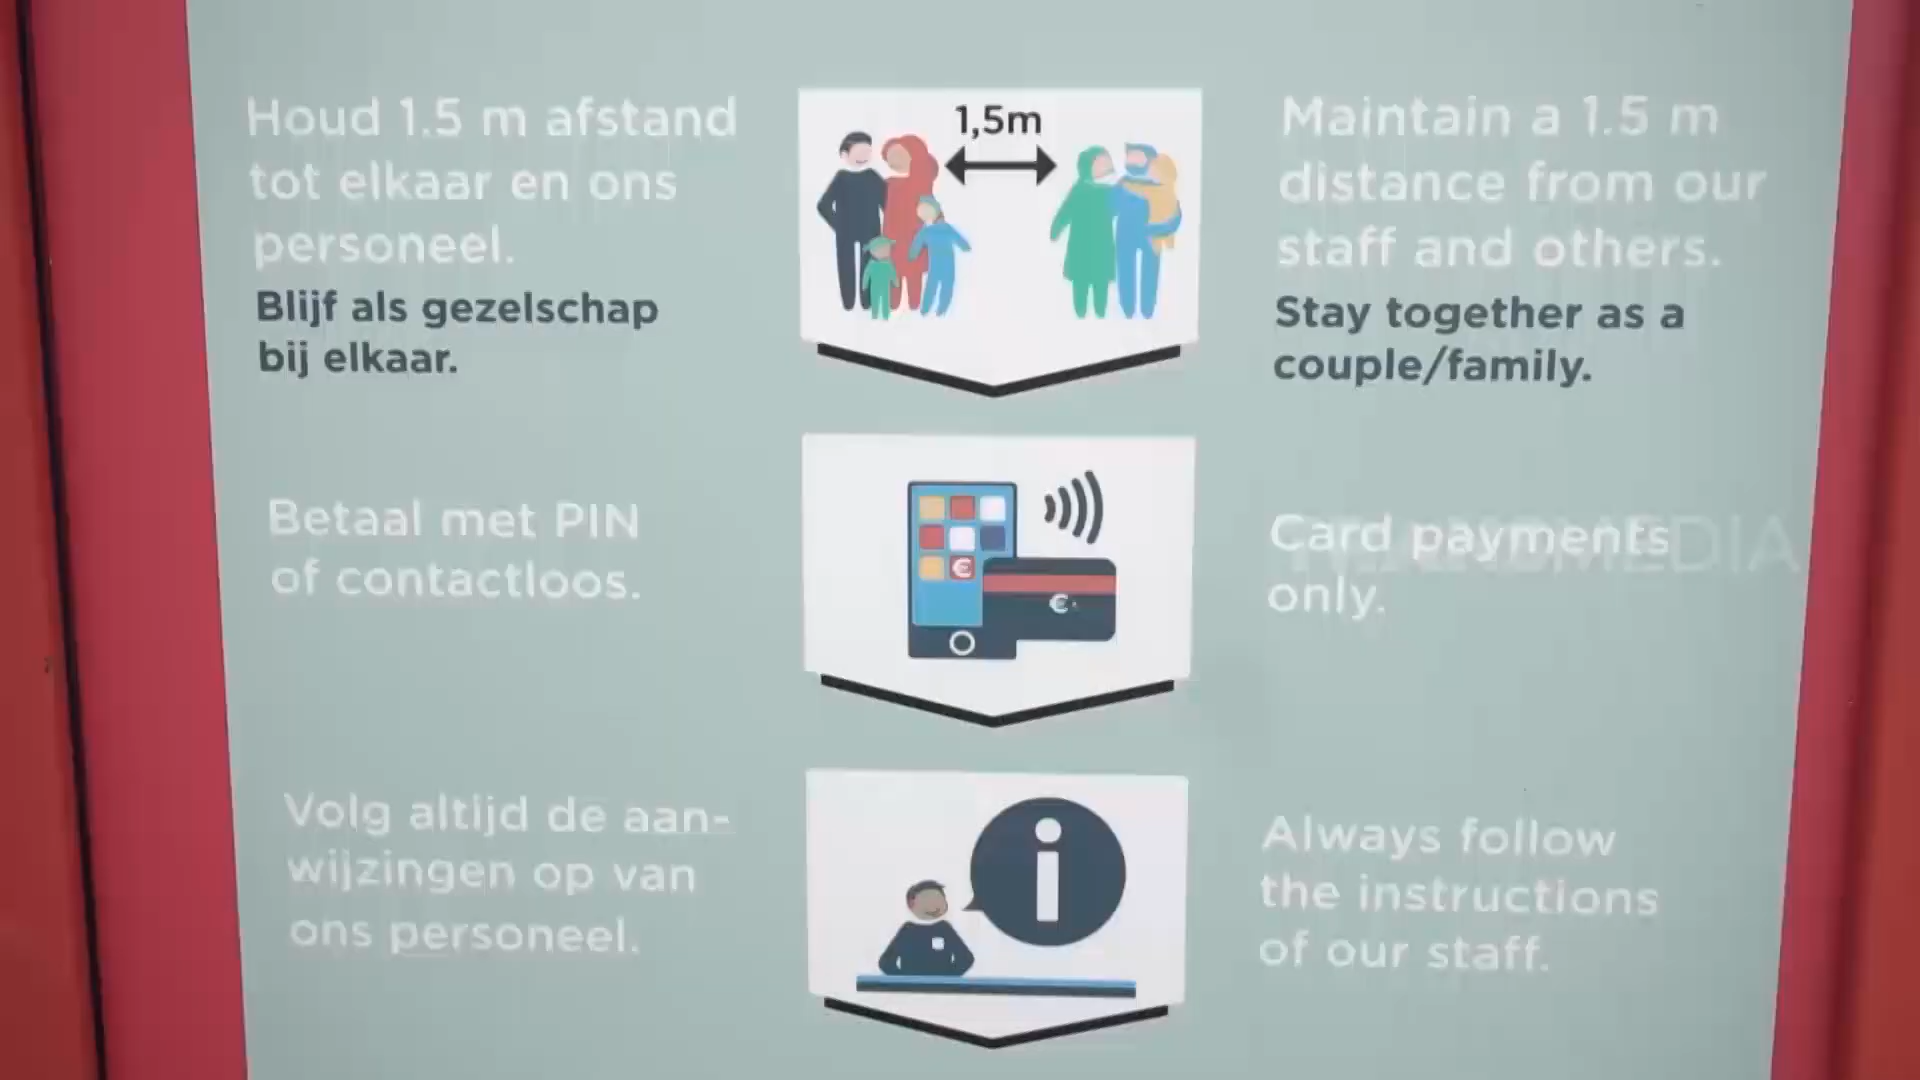 Houd 1.5 m afstand
tot elkaar en ons
personeel.
Blijf als gezelschap
bij elkaar.
1,5m
Maintain a 1.5 m
distance from our
staff and others.
Stay together as a
couple/family.
Betaal met PIN
of contactloos.
€
€
Card payments
only.
Volg altijd de aan-
wijzingen op van
ons personeel.
i
Always follow
the instructions
of our staff.